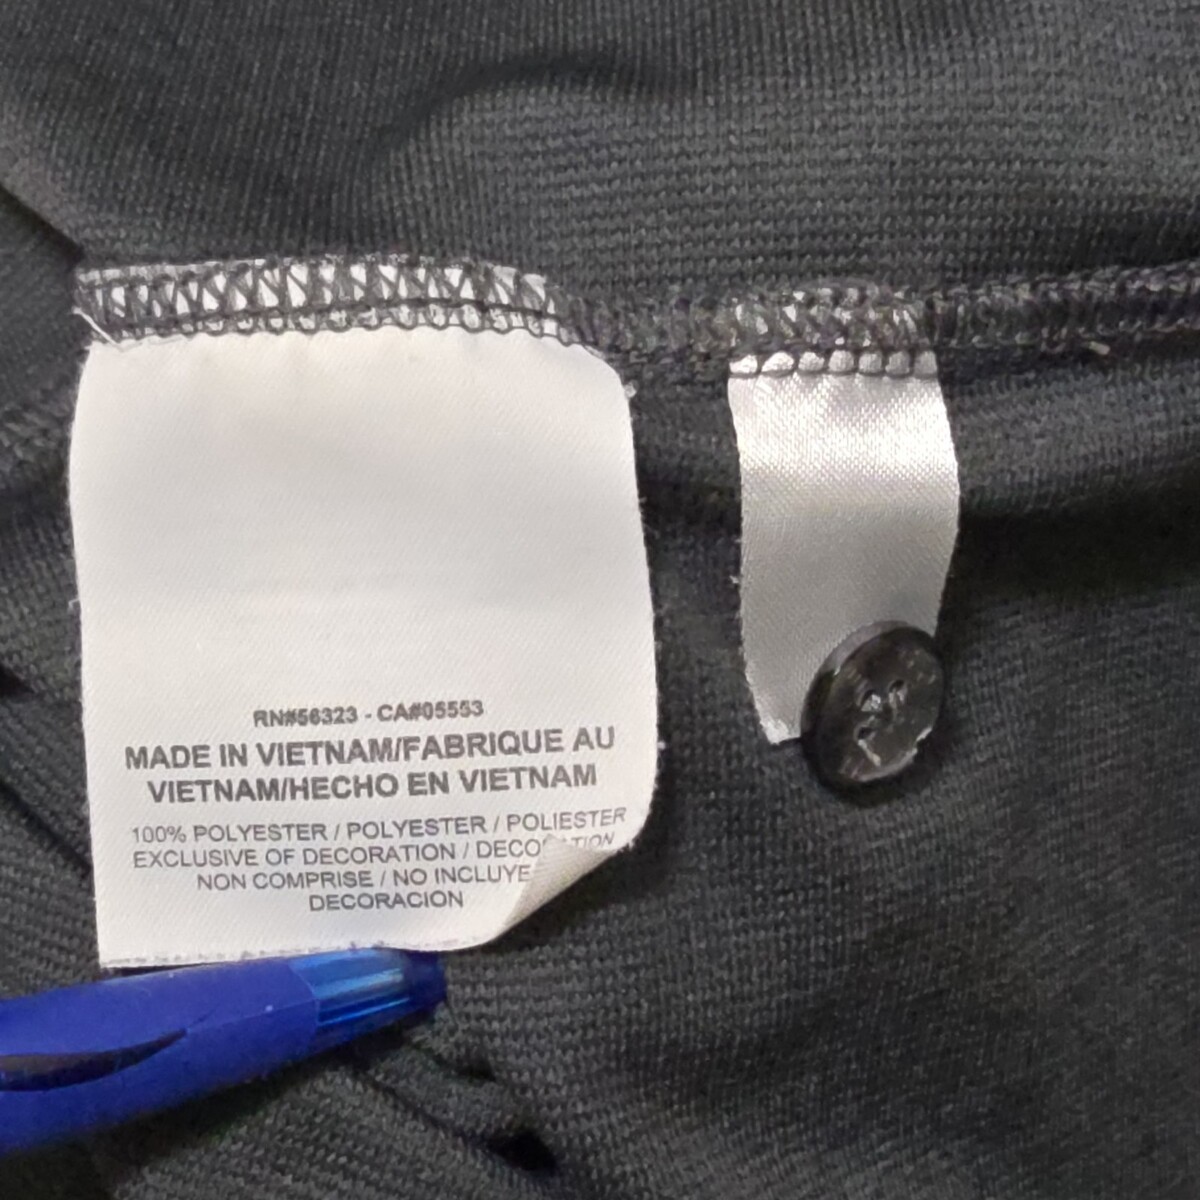 RN#56323 - CA#05553
MADE IN VIETNAM/FABRIQUE AU
VIETNAM/HECHO EN VIETNAM
100% POLYESTER / POLYESTER / POLIESTER
EXCLUSIVE OF DECORATION / DECORATION
NON COMPRISE / NO INCLUYE
DECORACION